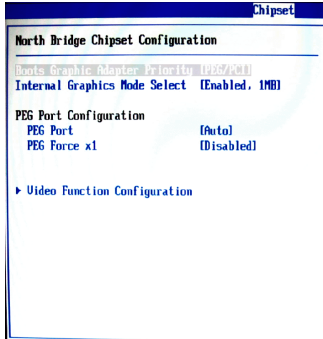 Chipset
North Bridge Chipset Configuration
Boots Graphic Adapter Priority [PEG/PCI]
Internal Graphics Mode Select [Enabled, 1MB]
PEG Port Configuration
PEG Port [Auto]
PEG Force x1 [Disabled]
▶ Video Function Configuration